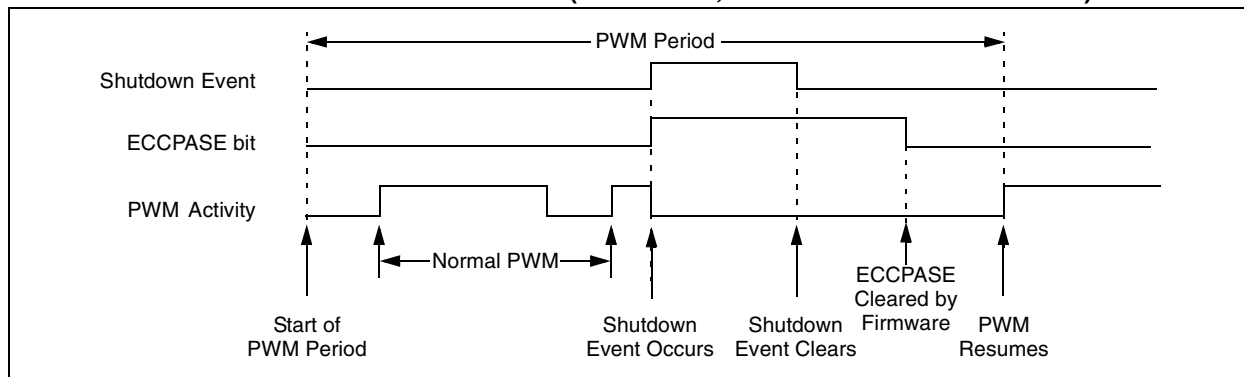 PWM Period
Shutdown Event
ECCPASE bit
PWM Activity
Normal PWM
Start of
PWM Period
Shutdown
Event Occurs
Shutdown
Event Clears
ECCPASE
Cleared by
Firmware
PWM
Resumes